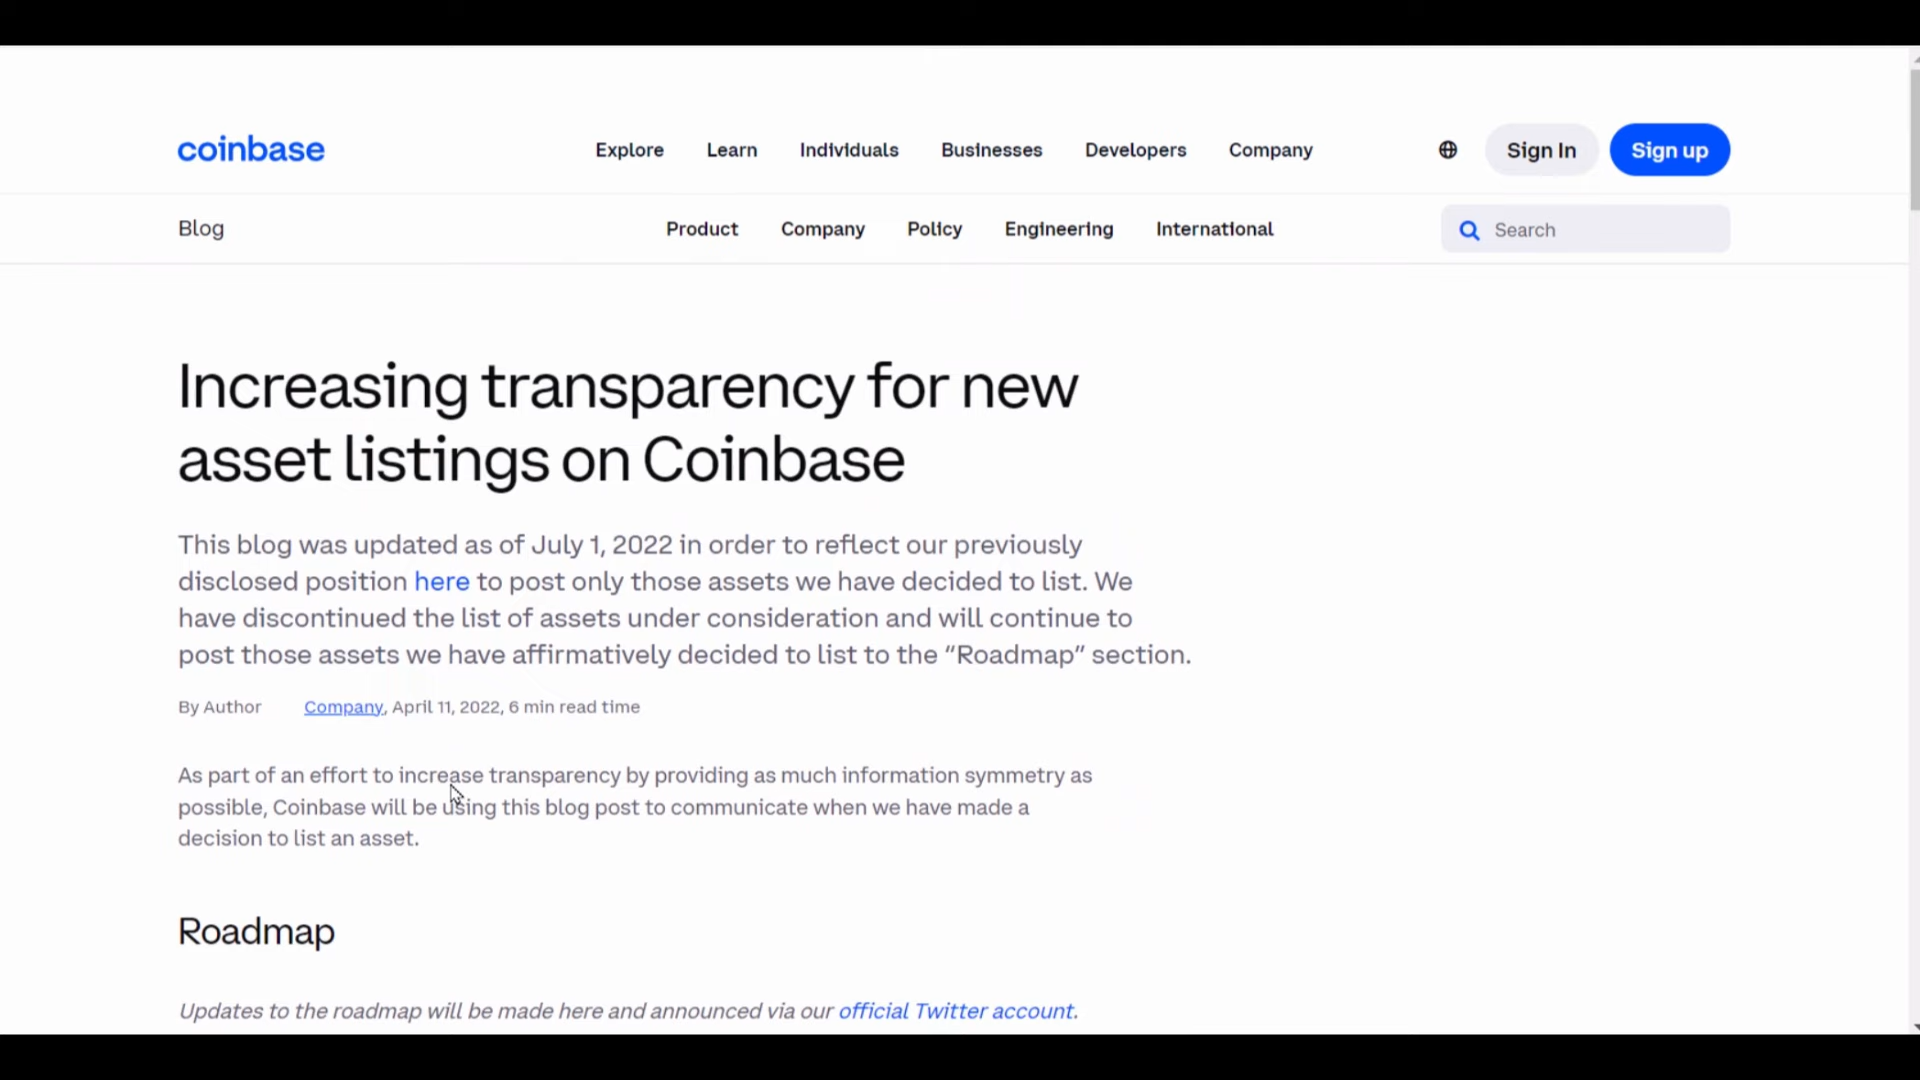 coinbase
Explore Learn Individuals Businesses Developers Company
Sign In
Sign up
Blog
Product Company Policy Engineering International
Search
Increasing transparency for new
asset listings on Coinbase
This blog was updated as of July 1, 2022 in order to reflect our previously
disclosed position here to post only those assets we have decided to list. We
have discontinued the list of assets under consideration and will continue to
post those assets we have affirmatively decided to list to the “Roadmap” section.
By Author Company, April 11, 2022, 6 min read time
As part of an effort to increase transparency by providing as much information symmetry as
possible, Coinbase will be using this blog post to communicate when we have made a
decision to list an asset.
Roadmap
Updates to the roadmap will be made here and announced via our official Twitter account.